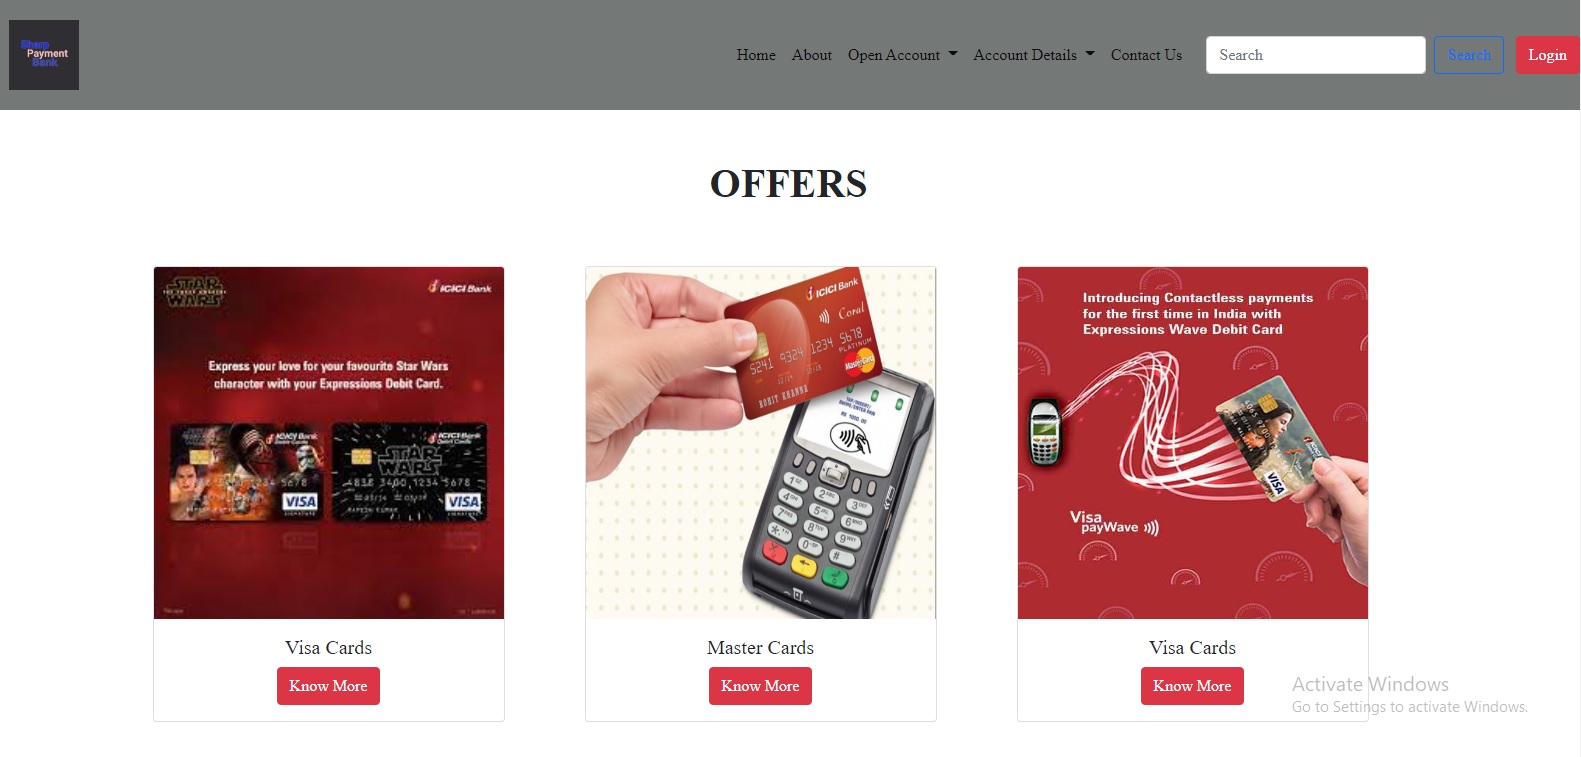 Sharp
Payment
Bank
Home
About
Open Account
Account Details
Contact Us
Search
Search
Login
OFFERS
STAR
WARS
ICICI Bank
Express your love for your favourite Star Wars
character with your Expressions Debit Card.
ICICI Bank
ICICI Bank
Debit Cards
STAR
WARS
4838 3400 1234 5678
VISA
VISA
ICICI Bank
Coral
5241 9324 1234 5678
PLATINUM
MasterCard
ROHIT KHANNA
Introducing Contactless payments
for the first time in India with
Expressions Wave Debit Card
VISA
Visa
payWave
Visa Cards
Know More
Master Cards
Know More
Visa Cards
Know More
Activate Windows
Go to Settings to activate Windows.